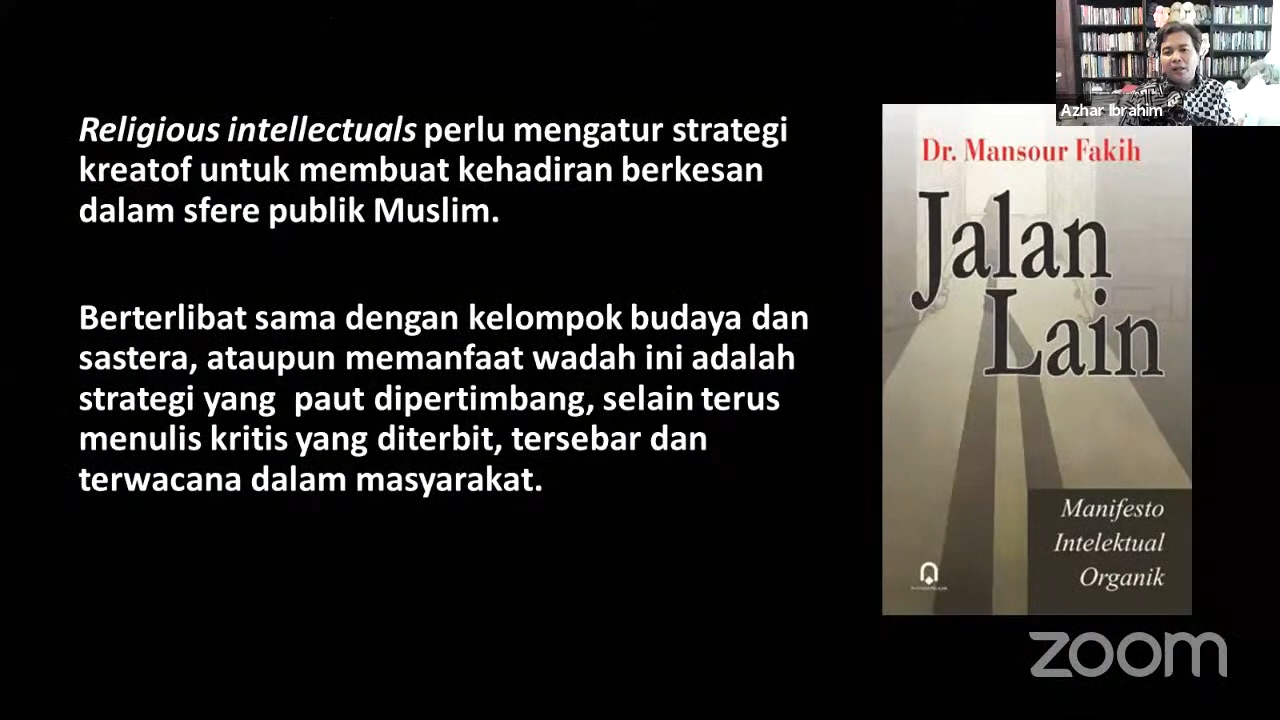 Religious intellectuals perlu mengatur strategi
kreatof untuk membuat kehadiran berkesan
dalam sfere publik Muslim.
Berterlibat sama dengan kelompok budaya dan
sastera, ataupun memanfaat wadah ini adalah
strategi yang  paut dipertimbang, selain terus
menulis kritis yang diterbit, tersebar dan
terwacana dalam masyarakat.
Azhar Ibrahim
Dr. Mansour Fakih
Jalan
Lain
Manifesto
Intelektual
Organik
zoom